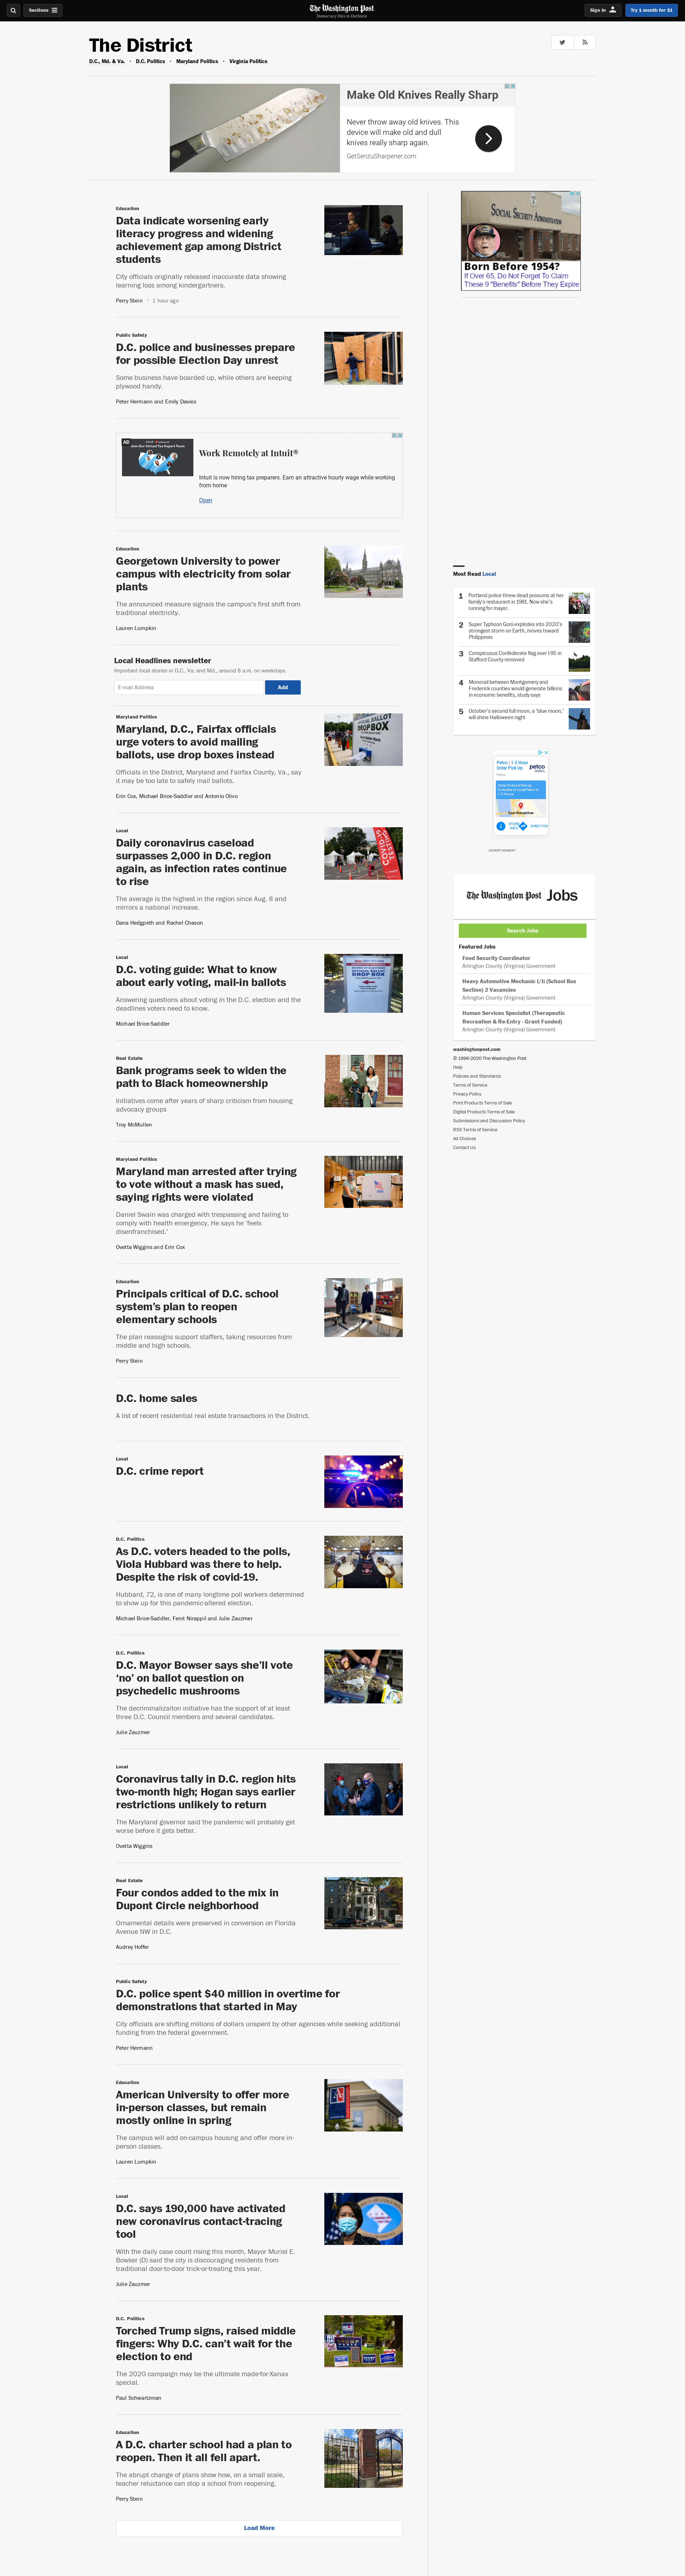 Sections
The Washington Post
Democracy Dies in Darkness
Sign In
Try 1 month for $1
The District
D.C., Md. & Va. • D.C. Politics • Maryland Politics • Virginia Politics
Make Old Knives Really Sharp
Never throw away old knives. This
device will make old and dull
knives really sharp again.
GetSenzuSharpener.com
Education
Data indicate worsening early
literacy progress and widening
achievement gap among District
students
City officials originally released inaccurate data showing
learning loss among kindergartners.
Perry Stein • 1 hour ago
Public Safety
D.C. police and businesses prepare
for possible Election Day unrest
Some business have boarded up, while others are keeping
plywood handy.
Peter Hermann and Emily Davies
AD
Join Our Virtual Tax Expert Team
Work Remotely at Intuit®
Intuit is now hiring tax preparers. Earn an attractive hourly wage while working
from home
Open
Education
Georgetown University to power
campus with electricity from solar
plants
The announced measure signals the campus's first shift from
traditional electricity.
Lauren Lumpkin
Local Headlines newsletter
Important local stories in D.C., Va. and Md., around 8 a.m. on weekdays.
E-mail Address
Add
Maryland Politics
Maryland, D.C., Fairfax officials
urge voters to avoid mailing
ballots, use drop boxes instead
Officials in the District, Maryland and Fairfax County, Va., say
it may be too late to safely mail ballots.
Erin Cox, Michael Brice-Saddler and Antonio Olivo
BALLOT
DROP BOX
Local
Daily coronavirus caseload
surpasses 2,000 in D.C. region
again, as infection rates continue
to rise
The average is the highest in the region since Aug. 8 and
mirrors a national increase.
Dana Hedgpeth and Rachel Chason
Local
D.C. voting guide: What to know
about early voting, mail-in ballots
Answering questions about voting in the D.C. election and the
deadlines voters need to know.
Michael Brice-Saddler
DROP BOX
Real Estate
Bank programs seek to widen the
path to Black homeownership
Initiatives come after years of sharp criticism from housing
advocacy groups
Troy McMullen
Maryland Politics
Maryland man arrested after trying
to vote without a mask has sued,
saying rights were violated
Daniel Swain was charged with trespassing and failing to
comply with health emergency. He says he 'feels
disenfranchised.'
Ovetta Wiggins and Erin Cox
Education
Principals critical of D.C. school
system's plan to reopen
elementary schools
The plan reassigns support staffers, taking resources from
middle and high schools.
Perry Stein
D.C. home sales
A list of recent residential real estate transactions in the District.
Local
D.C. crime report
D.C. Politics
As D.C. voters headed to the polls,
Viola Hubbard was there to help.
Despite the risk of covid-19.
Hubbard, 72, is one of many longtime poll workers determined
to show up for this pandemic-altered election.
Michael Brice-Saddler, Fenit Nirappil and Julie Zauzmer
D.C. Politics
D.C. Mayor Bowser says she'll vote
'no' on ballot question on
psychedelic mushrooms
The decriminalizaiton initiative has the support of at least
three D.C. Council members and several candidates.
Julie Zauzmer
Local
Coronavirus tally in D.C. region hits
two-month high; Hogan says earlier
restrictions unlikely to return
The Maryland governor said the pandemic will probably get
worse before it gets better.
Ovetta Wiggins
Real Estate
Four condos added to the mix in
Dupont Circle neighborhood
Ornamental details were preserved in conversion on Florida
Avenue NW in D.C.
Audrey Hoffer
Public Safety
D.C. police spent $40 million in overtime for
demonstrations that started in May
City officials are shifting millions of dollars unspent by other agencies while seeking additional
funding from the federal government.
Peter Hermann
Education
American University to offer more
in-person classes, but remain
mostly online in spring
The campus will add on-campus housing and offer more in-
person classes.
Lauren Lumpkin
Local
D.C. says 190,000 have activated
new coronavirus contact-tracing
tool
With the daily case count rising this month, Mayor Muriel E.
Bowser (D) said the city is discouraging residents from
traditional door-to-door trick-or-treating this year.
Julie Zauzmer
D.C. Politics
Torched Trump signs, raised middle
fingers: Why D.C. can't wait for the
election to end
The 2020 campaign may be the ultimate made-for-Xanax
special.
Paul Schwartzman
Education
A D.C. charter school had a plan to
reopen. Then it all fell apart.
The abrupt change of plans show how, on a small scale,
teacher reluctance can stop a school from reopening.
Perry Stein
Load More
SOCIAL SECURITY ADMINISTRATION
Born Before 1954?
If Over 65, Do Not Forget To Claim
These 9 "Benefits" Before They Expire
Most Read Local
1 Portland police threw dead possums at her
family's restaurant in 1981. Now she's
running for mayor.
2 Super Typhoon Goni explodes into 2020's
strongest storm on Earth, moves toward
Philippines
3 Conspicuous Confederate flag over I-95 in
Stafford County removed
4 Monorail between Montgomery and
Frederick counties would generate billions
in economic benefits, study says
5 October's second full moon, a 'blue moon,'
will shine Halloween night
Petco | 1-2 Hour
Order Pick Up
Petco
petco
Order Online & Pick Up
Curbside At Local Petco In
1-2 Hours
East Brandywine
STORE
INFO
DIRECTIONS
ADVERTISEMENT
The Washington Post Jobs
Search Jobs
Featured Jobs
Food Security Coordinator
Arlington County (Virginia) Government
Heavy Automotive Mechanic I/II (School Bus
Section) 2 Vacancies
Arlington County (Virginia) Government
Human Services Specialist (Therapeutic
Recreation & Re-Entry - Grant Funded)
Arlington County (Virginia) Government
washingtonpost.com
© 1996-2020 The Washington Post
Help
Policies and Standards
Terms of Service
Privacy Policy
Print Products Terms of Sale
Digital Products Terms of Sale
Submissions and Discussion Policy
RSS Terms of Service
Ad Choices
Contact Us